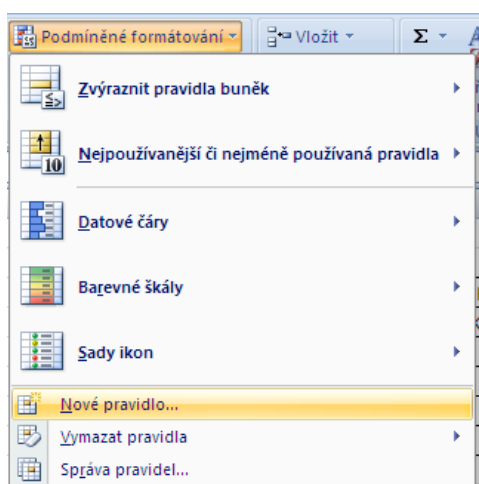 Podmíněné formátování Vložit Σ
Zvýraznit pravidla buněk
≤>
Nejpoužívanější či nejméně používaná pravidla
10
Datové čáry
Barevné škály
Sady ikon
Nové pravidlo...
Vymazat pravidla
Správa pravidel...